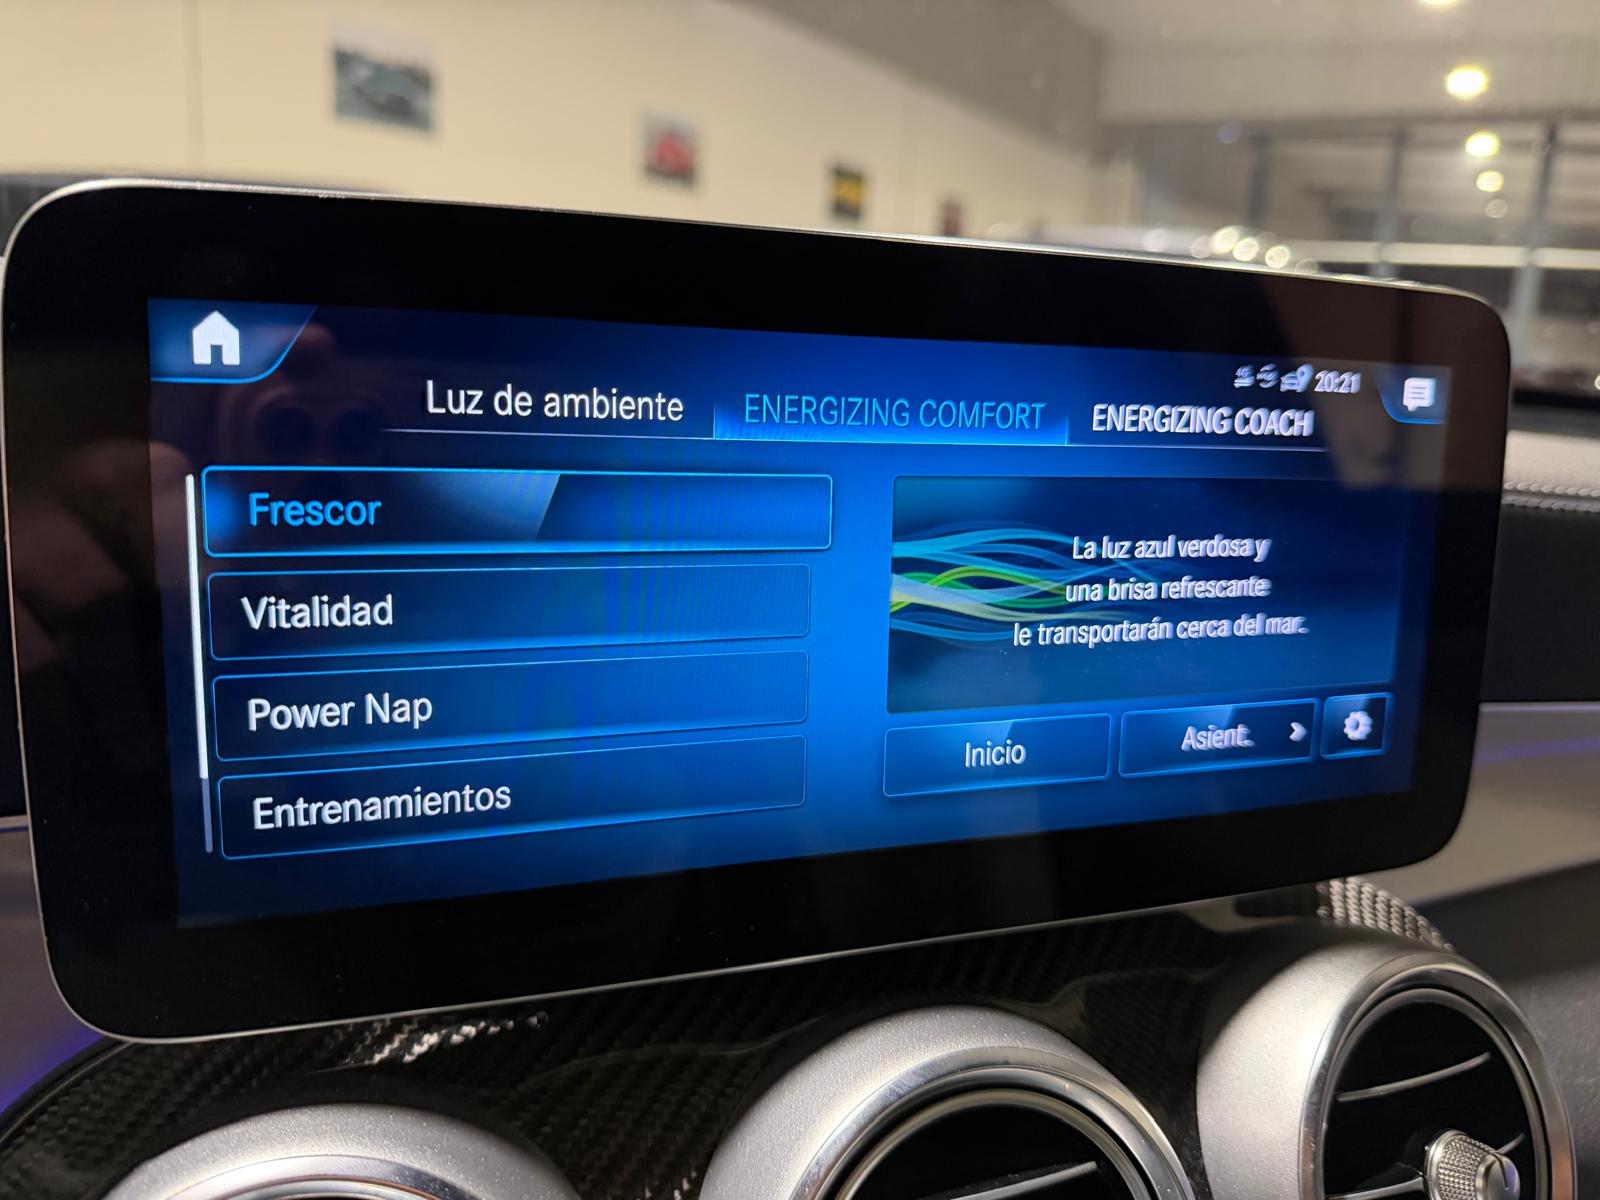 20:21
Luz de ambiente
ENERGIZING COMFORT
ENERGIZING COACH
Frescor
Vitalidad
Power Nap
Entrenamientos
La luz azul verdosa y
una brisa refrescante
le transportarán cerca del mar.
Inicio
Asient.